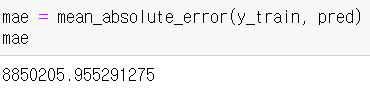 mae = mean_absolute_error(y_train, pred)
mae
8850205.955291275